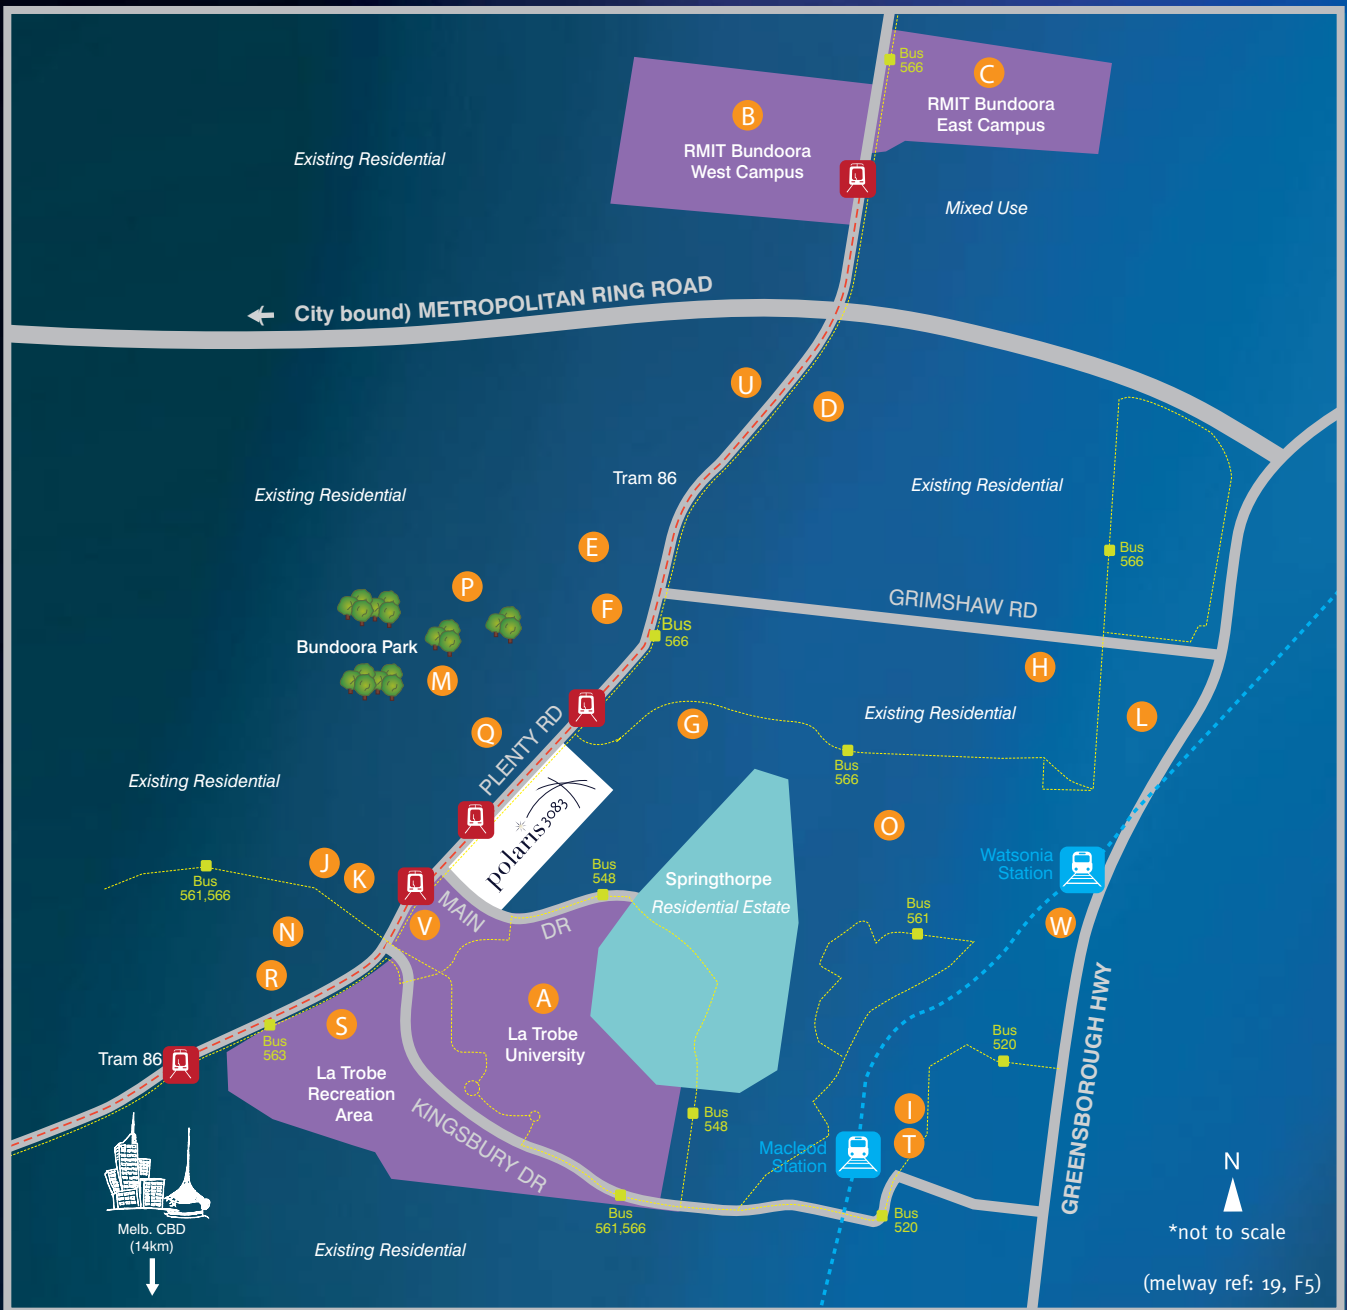 Bus
566
C
RMIT Bundoora
East Campus
B
RMIT Bundoora
West Campus
Existing Residential
Mixed Use
City bound) METROPOLITAN RING ROAD
U
D
Tram 86
Existing Residential
Existing Residential
E
Bus
566
P
F
GRIMSHAW RD
Bus
566
Bundoora Park
M
H
Q
PLENTY RD
G
Existing Residential
L
Bus
566
Existing Residential
polaris3083
O
J
K
Bus
561,566
Bus
548
Springthorpe
Residential Estate
Watsonia
Station
MAIN
DR
V
N
Bus
561
W
R
A
S
La Trobe
University
Bus
563
Tram 86
La Trobe
Recreation
Area
Bus
520
GREENSBOROUGH HWY
KINGSBURY DR
Bus
548
I
T
Macleod
Station
Bus
561,566
Bus
520
Melb. CBD
(14km)
Existing Residential
N
*not to scale
(melway ref: 19, F5)